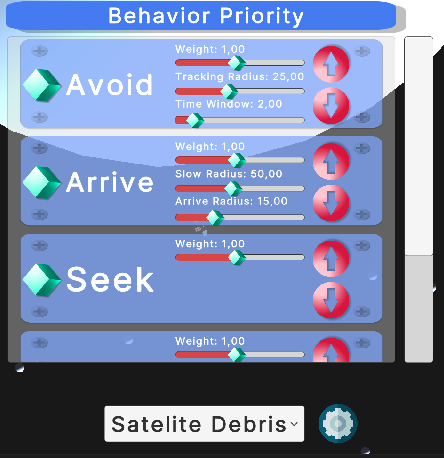 Behavior Priority
Avoid
Weight: 1,00
Tracking Radius: 25,00
Time Window: 2,00
Arrive
Weight: 1,00
Slow Radius: 50,00
Arrive Radius: 15,00
Seek
Weight: 1,00
Weight: 1,00
Satelite Debris